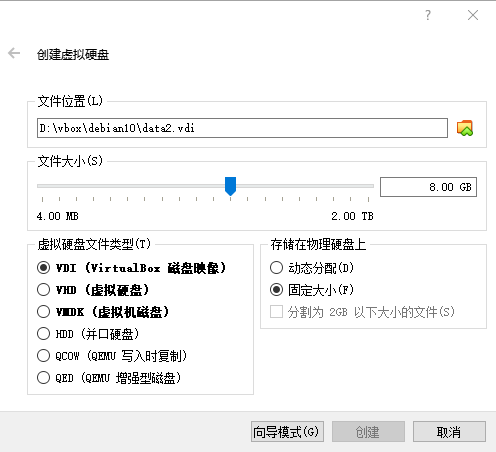 ?
创建虚拟硬盘
文件位置(L)
D:\vbox\debian10\data2.vdi
文件大小(S)
8.00 GB
4.00 MB
2.00 TB
虚拟硬盘文件类型(T)
VDI (VirtualBox 磁盘映像)
VHD (虚拟硬盘)
VMDK (虚拟机磁盘)
HDD (并口硬盘)
QCOW (QEMU 写入时复制)
QED (QEMU 增强型磁盘)
存储在物理硬盘上
动态分配(D)
固定大小(F)
分割为 2GB 以下大小的文件(S)
向导模式(G)
创建
取消